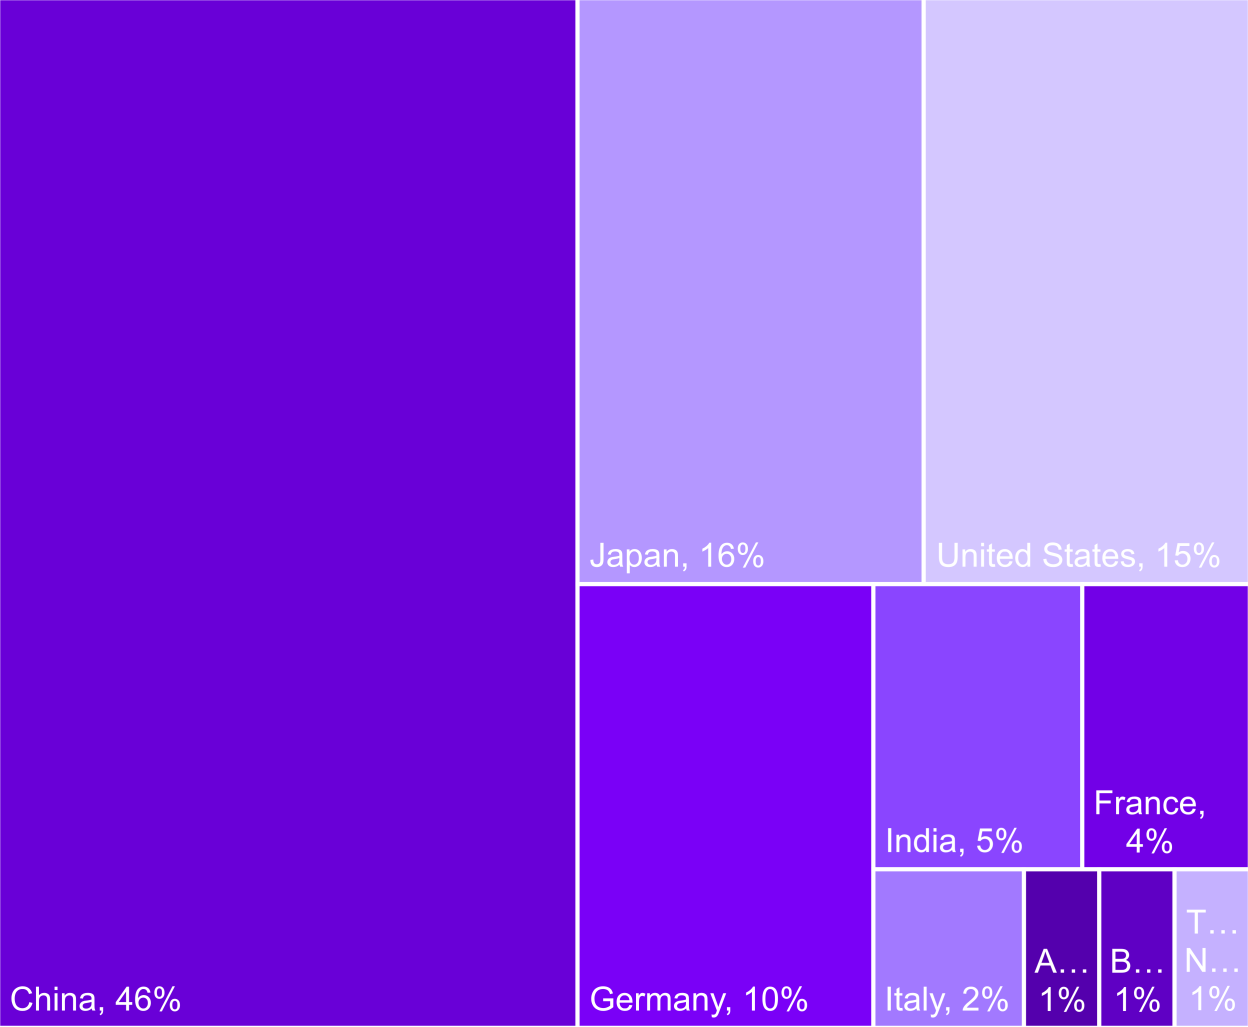 China, 46%
Japan, 16%
United States, 15%
Germany, 10%
India, 5%
France,
4%
Italy, 2%
A…
1%
B…
1%
T…
N…
1%